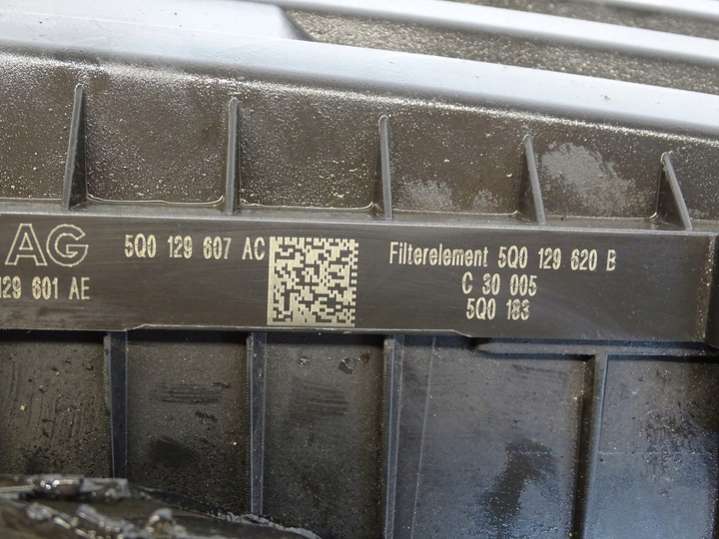 AG 5Q0 129 607 AC
129 601 AE
Filterelement 5Q0 129 620 B
C 30 005
5Q0 183